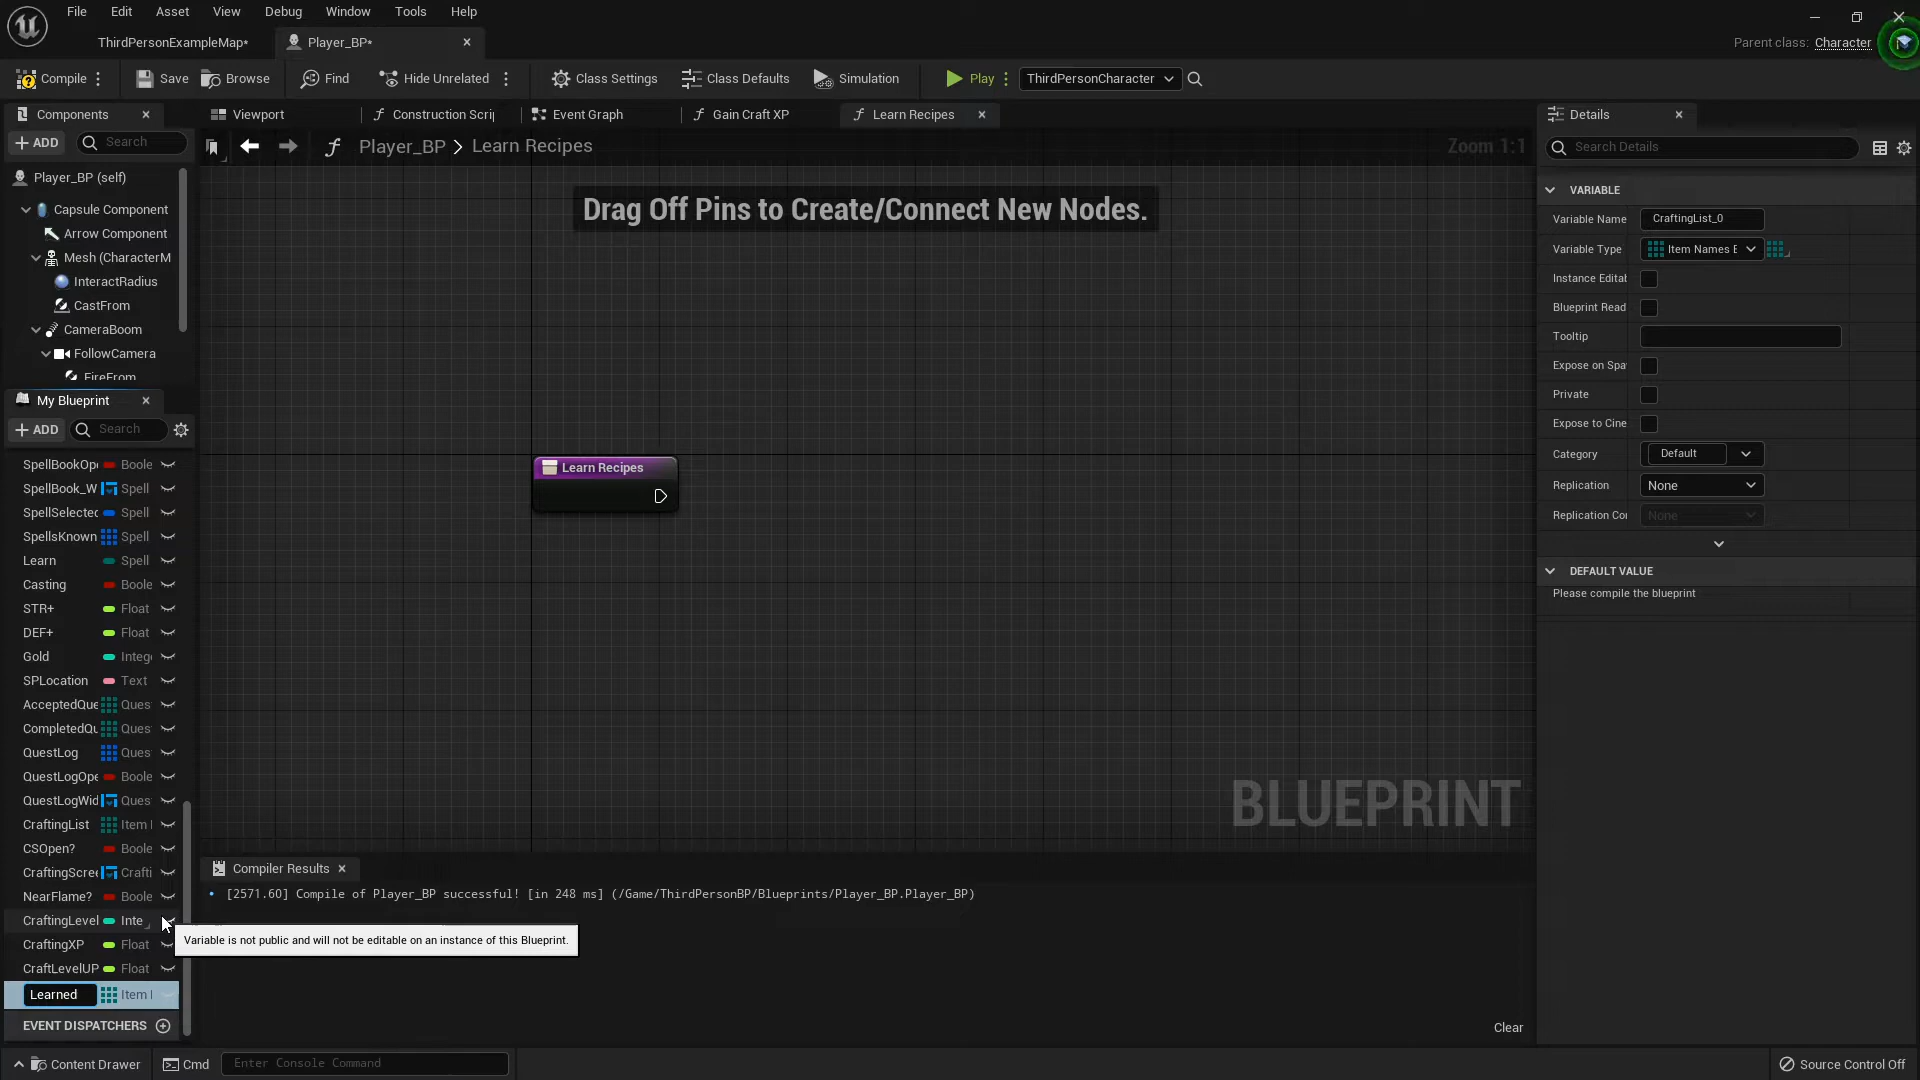 File Edit Asset View Debug Window Tools Help
ThirdPersonExampleMap*
Player_BP*
Parent class: Character
Compile
Save
Browse
Find
Hide Unrelated
Class Settings
Class Defaults
Simulation
Play
ThirdPersonCharacter
Components
Viewport
Construction Scrip
Event Graph
Gain Craft XP
Learn Recipes
Details
ADD
Search
Player_BP > Learn Recipes
Zoom 1:1
Search Details
Player_BP (self)
Capsule Component
Arrow Component
Mesh (CharacterM
InteractRadius
CastFrom
CameraBoom
FollowCamera
FireFrom
Drag Off Pins to Create/Connect New Nodes.
Learn Recipes
BLUEPRINT
VARIABLE
Variable Name CraftingList_0
Variable Type Item Names E
Instance Editab
Blueprint Read
Tooltip
Expose on Spa
Private
Expose to Cine
Category Default
Replication None
Replication Cor None
DEFAULT VALUE
Please compile the blueprint
My Blueprint
ADD
Search
SpellBookOpe Boole
SpellBook_W Spell
SpellSelected Spell
SpellsKnown Spell
Learn Spell
Casting Boole
STR+ Float
DEF+ Float
Gold Intege
SPLocation Text
AcceptedQue Ques
CompletedQu Ques
QuestLog Ques
QuestLogOpe Boole
QuestLogWid Ques
CraftingList Item
CSOpen? Boole
CraftingScree Crafti
NearFlame? Boole
CraftingLevel Inte
CraftingXP Float
CraftLevelUP Float
Learned Item
EVENT DISPATCHERS
Compiler Results
[2571.60] Compile of Player_BP successful! [in 248 ms] (/Game/ThirdPersonBP/Blueprints/Player_BP.Player_BP)
Variable is not public and will not be editable on an instance of this Blueprint.
Clear
Content Drawer
Cmd
Enter Console Command
Source Control Off